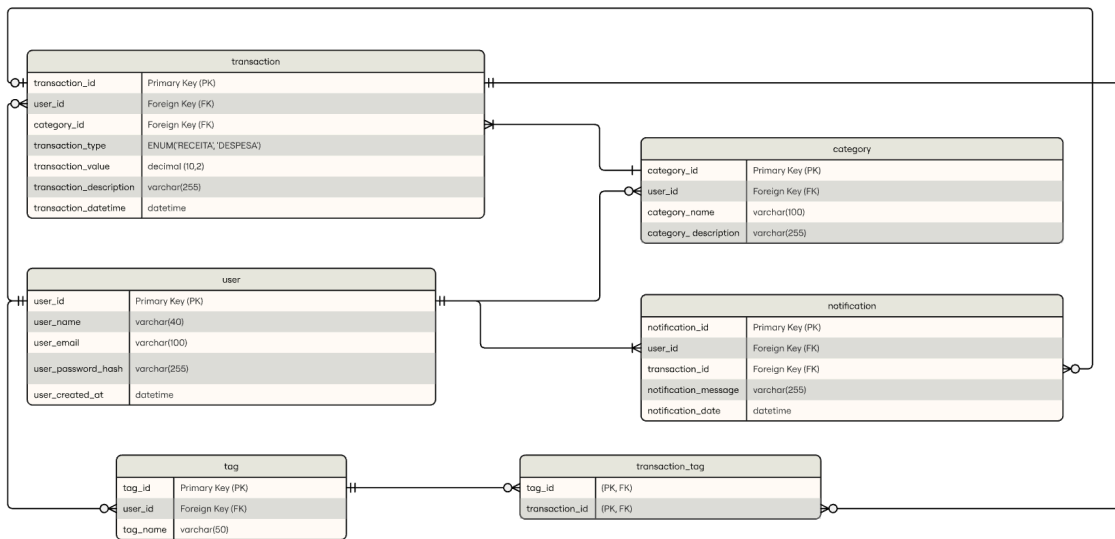 transaction
transaction_id Primary Key (PK)
user_id Foreign Key (FK)
category_id Foreign Key (FK)
transaction_type ENUM('RECEITA', 'DESPESA')
transaction_value decimal (10,2)
transaction_description varchar(255)
transaction_datetime datetime
category
category_id Primary Key (PK)
user_id Foreign Key (FK)
category_name varchar(100)
category_ description varchar(255)
user
user_id Primary Key (PK)
user_name varchar(40)
user_email varchar(100)
user_password_hash varchar(255)
user_created_at datetime
notification
notification_id Primary Key (PK)
user_id Foreign Key (FK)
transaction_id Foreign Key (FK)
notification_message varchar(255)
notification_date datetime
tag
tag_id Primary Key (PK)
user_id Foreign Key (FK)
tag_name varchar(50)
transaction_tag
tag_id (PK, FK)
transaction_id (PK, FK)